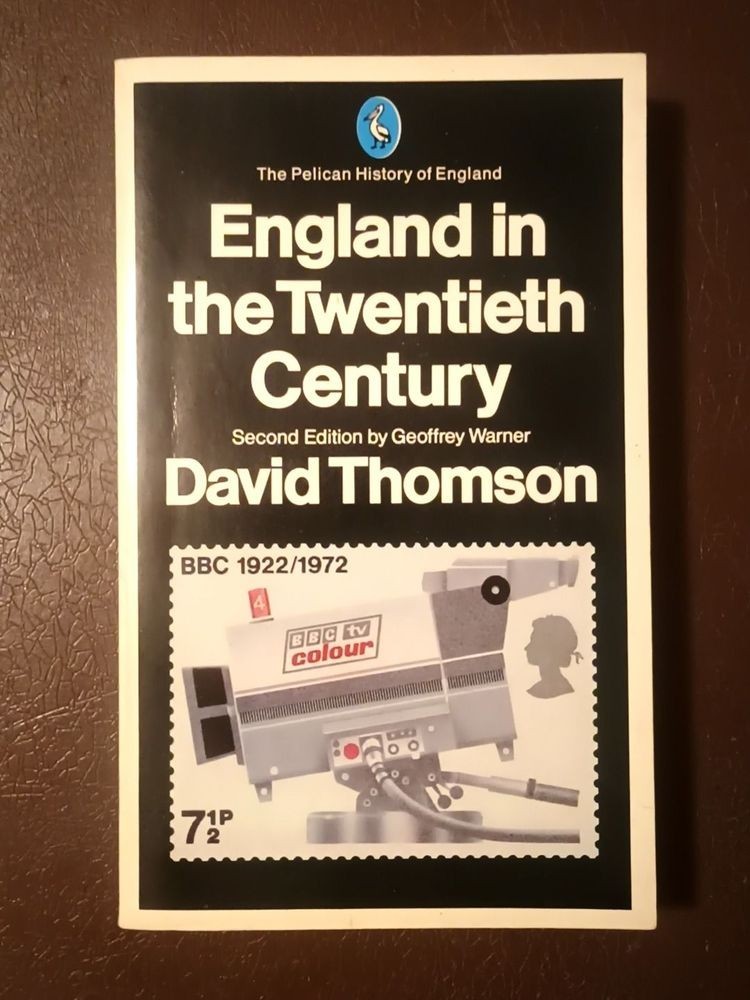 The Pelican History of England
England in
the Twentieth
Century
Second Edition by Geoffrey Warner
David Thomson
BBC 1922/1972
4
BBC tv
colour
7½P